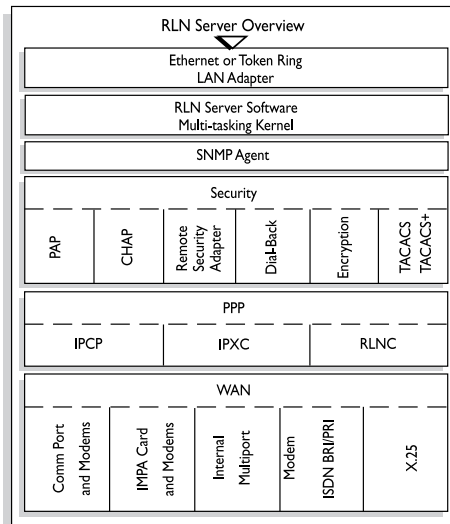 RLN Server Overview
Ethernet or Token Ring
LAN Adapter
RLN Server Software
Multi-tasking Kernel
SNMP Agent
Security
PAP
CHAP
Remote
Security
Adapter
Dial-Back
Encryption
TACACS
TACACS+
PPP
IPCP
IPXC
RLNC
WAN
Comm Port
and Modems
IMPA Card
and Modems
Internal
Multiport
Modem
ISDN BRI/PRI
X.25